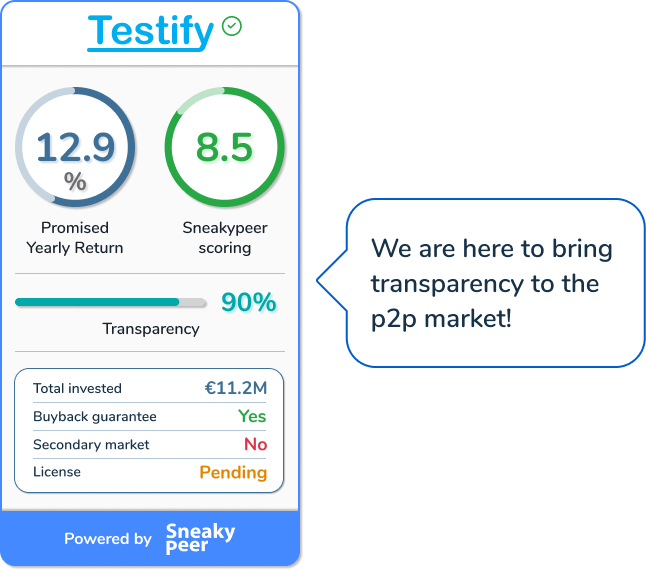 Testify
12.9
%
8.5
Promised
Yearly Return
Sneakypeer
scoring
90%
Transparency
Total invested €11.2M
Buyback guarantee Yes
Secondary market No
License Pending
Powered by Sneaky
peer
We are here to bring
transparency to the
p2p market!